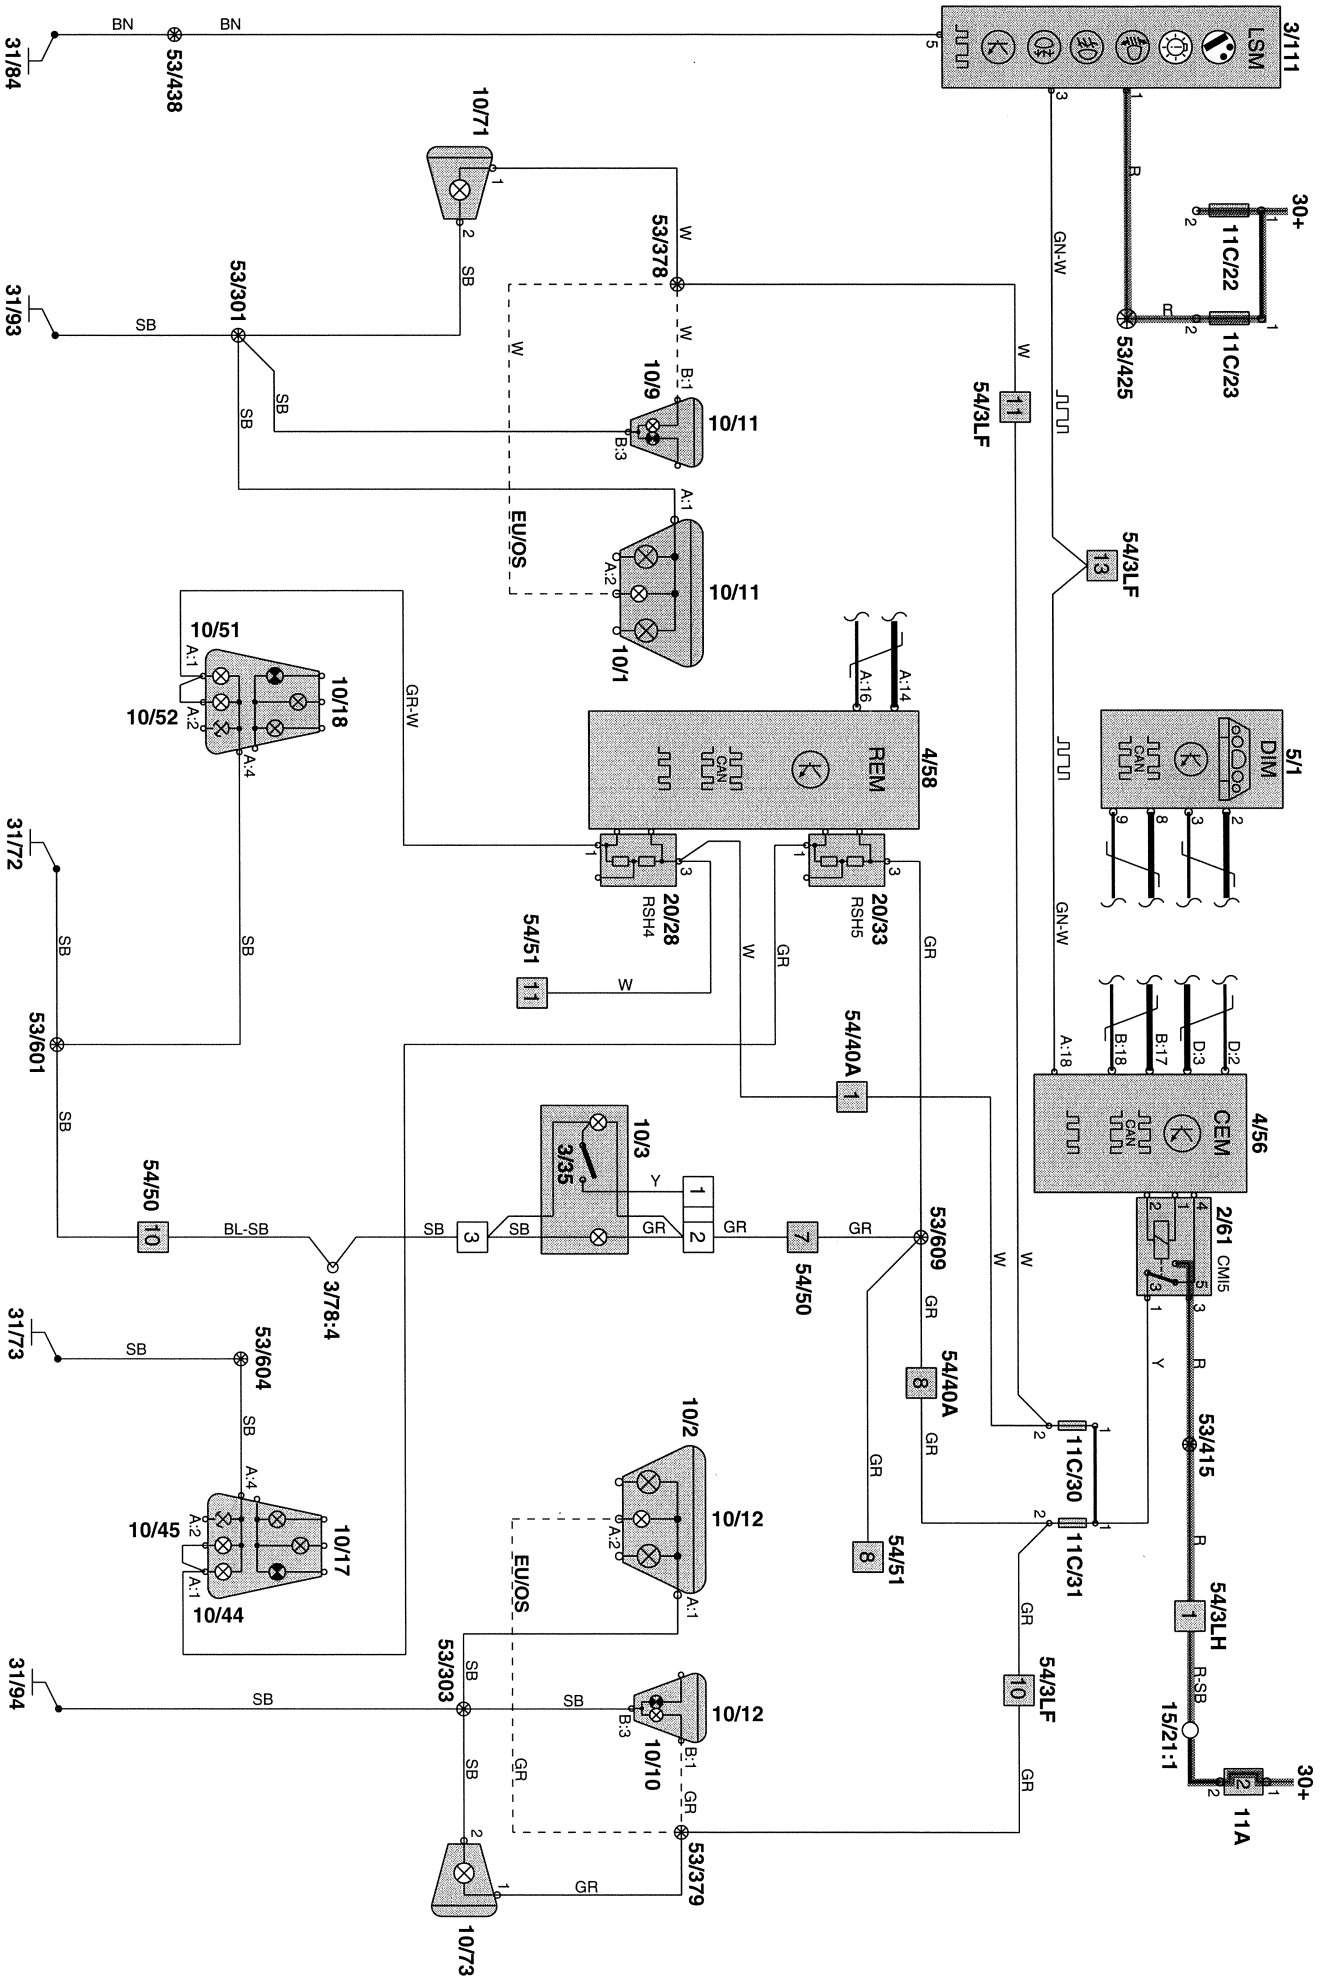 3/111
LSM
5
BN
BN
53/438
31/84
1
3
R
GN-W
30+
1
2
11C/22
R
2
1
11C/23
53/425
10/71
1
2
SB
W
53/378
W
W
53/301
SB
31/93
SB
SB
10/9
B:1
B:3
10/11
W
11
54/3LF
A:1
EU/OS
A:2
10/11
10/1
13
54/3LF
10/51
A:1
A:2
10/52
10/18
A:4
GR-W
A:16
A:14
REM
CAN
4/58
5/1
DIM
CAN
9
8
3
2
1
3
20/28
RSH4
1
3
20/33
RSH5
GN-W
31/72
SB
SB
53/601
SB
54/51
11
W
W
GR
GR
54/40A
1
A:18
B:18
B:17
D:3
D:2
4/56
CEM
CAN
2
1
4
2/61
CMI5
3
5
1
3
W
W
Y
R
54/50
10
BL-SB
3/78:4
SB
3
SB
10/3
3/35
Y
GR
1
2
GR
7
54/50
GR
53/609
GR
54/40A
8
GR
GR
54/51
8
31/73
SB
53/604
SB
A:4
10/45
A:2
A:1
10/44
10/17
2
1
11C/30
2
1
11C/31
53/415
R
10/2
10/12
A:2
A:1
EU/OS
GR
54/3LF
10
GR
54/3LH
1
R-SB
15/21:1
30+
1
2
2
11A
31/94
SB
53/303
SB
SB
SB
10/12
B:3
B:1
10/10
GR
GR
53/379
2
1
GR
10/73